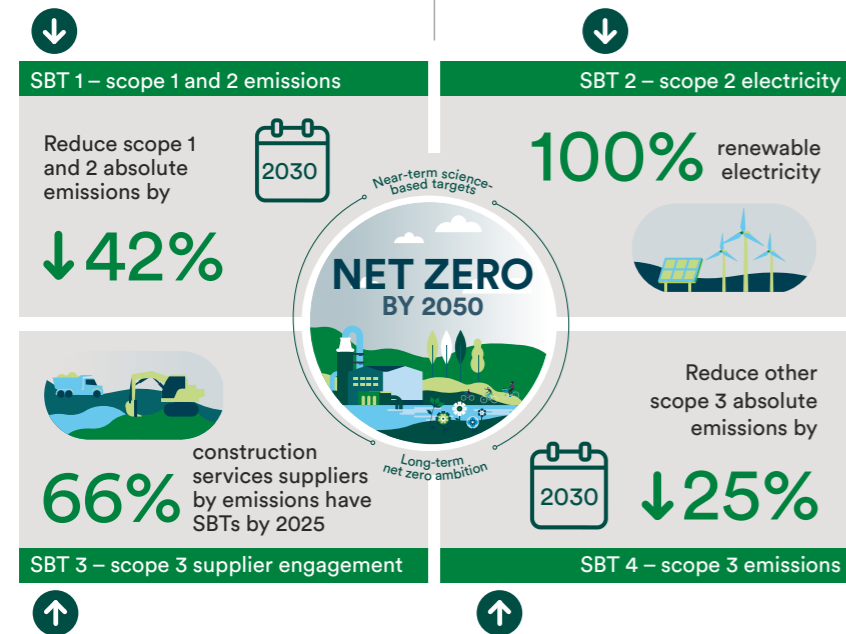 SBT 1 – scope 1 and 2 emissions
Reduce scope 1
and 2 absolute
emissions by
2030
↓42%
SBT 2 – scope 2 electricity
100%
renewable
electricity
Near-term science-
based targets
NET ZERO
BY 2050
Long-term
net zero ambition
66%
construction
services suppliers
by emissions have
SBTs by 2025
SBT 3 – scope 3 supplier engagement
Reduce other
scope 3 absolute
emissions by
2030
↓25%
SBT 4 – scope 3 emissions